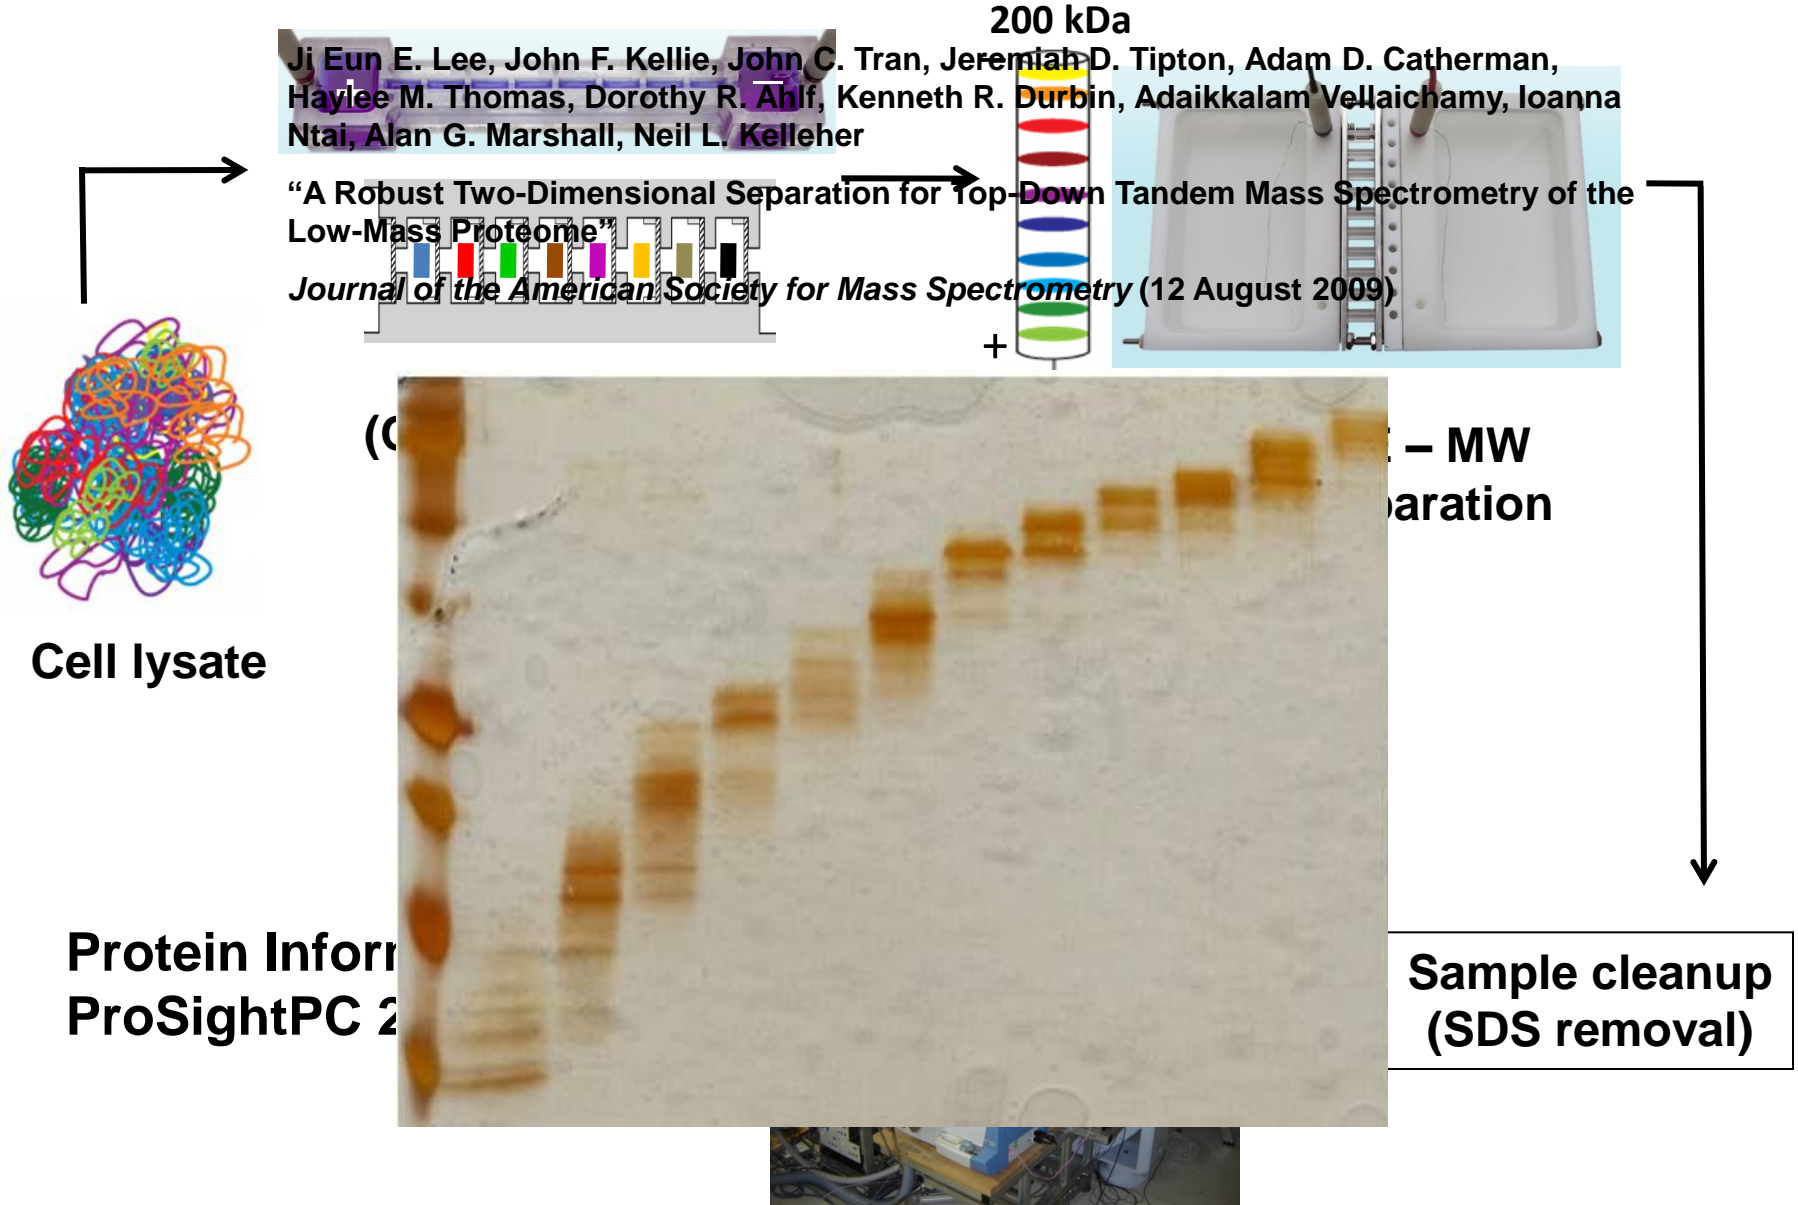 200 kDa
Ji Eun E. Lee, John F. Kellie, John C. Tran, Jeremiah D. Tipton, Adam D. Catherman,
Haylee M. Thomas, Dorothy R. Ahlf, Kenneth R. Durbin, Adaikkalam Vellaichamy, Ioanna
Ntai, Alan G. Marshall, Neil L. Kelleher
“A Robust Two-Dimensional Separation for Top-Down Tandem Mass Spectrometry of the
Low-Mass Proteome”
Journal of the American Society for Mass Spectrometry (12 August 2009)
+ −
−
+
– MW
Cell lysate
Protein
ProSightPC 2
Sample cleanup
(SDS removal)